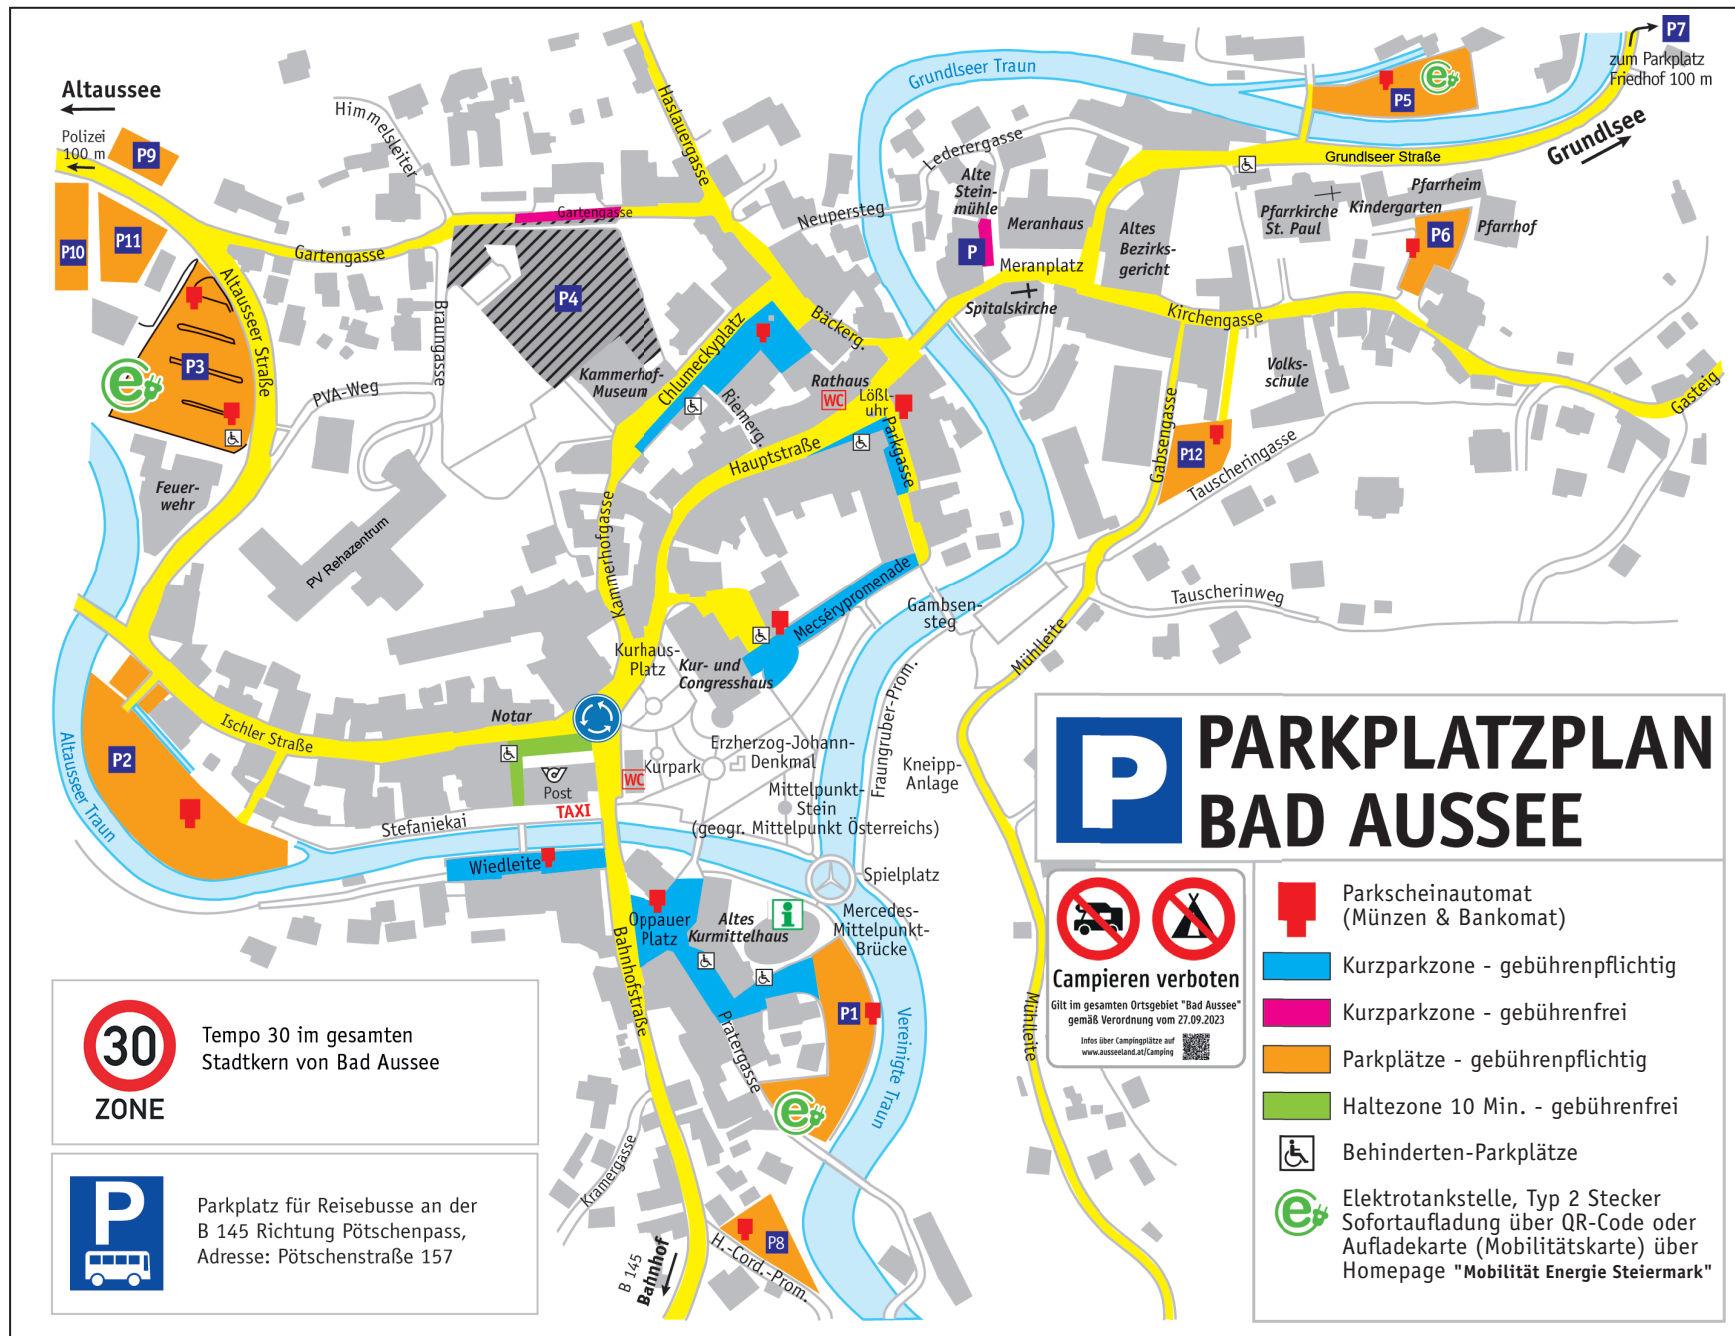 Altaussee
Polizei
100 m
P9
P10
P11
P3
Himmelsleiter
Haslauergasse
Gartengasse
Gartengasse
Altausseer Straße
Braungasse
PVA-Weg
P4
Kammerhof-
Museum
Chlumeckyplatz
Riemerg.
Bäckerg.
Rathaus
WC
Lößl-
uhr
Parkgasse
Hauptstraße
Neupersteg
Grundlseer Traun
Lederergasse
Alte
Stein-
mühle
P
Meranhaus
Meranplatz
Spitalskirche
Altes
Bezirks-
gericht
Grundlseer Straße
Pfarrkirche
St. Paul
Pfarrheim
Kindergarten
Pfarrhof
P6
P5
P7
zum Parkplatz
Friedhof 100 m
Grundlsee
Kirchengasse
Volks-
schule
Gasteig
Gabsengasse
P12
Tauscheringasse
Tauscherinweg
Mühlleite
Mühlleite
Feuer-
wehr
PV Rehazentrum
Kammerhofgasse
Kurhaus-
Platz
Kur- und
Congresshaus
Mecsérypromenade
Gambsen-
steg
Fraungruber-Prom.
Kneipp-
Anlage
Erzherzog-Johann-
Denkmal
Kurpark
Mittelpunkt-
Stein
(geogr. Mittelpunkt Österreichs)
Spielplatz
Mercedes-
Mittelpunkt-
Brücke
Notar
Ischler Straße
Post
WC
TAXI
Stefaniekai
Altausseer Traun
P2
Wiedleite
Oppauer
Platz
Altes
Kurmittelhaus
i
Bahnhofstraße
Pratergasse
P1
Vereinigte Traun
Kramergasse
P8
H.-Cord.-Prom.
B 145
Bahnhof
P
PARKPLATZPLAN
BAD AUSSEE
Campieren verboten
Gilt im gesamten Ortsgebiet "Bad Aussee"
gemäß Verordnung vom 27.09.2023
Infos über Campingplätze auf
www.ausseeland.at/Camping
Parkscheinautomat
(Münzen & Bankomat)
Kurzparkzone - gebührenpflichtig
Kurzparkzone - gebührenfrei
Parkplätze - gebührenpflichtig
Haltezone 10 Min. - gebührenfrei
Behinderten-Parkplätze
Elektrotankstelle, Typ 2 Stecker
Sofortaufladung über QR-Code oder
Aufladekarte (Mobilitätskarte) über
Homepage "Mobilität Energie Steiermark"
30
ZONE
Tempo 30 im gesamten
Stadtkern von Bad Aussee
P
Parkplatz für Reisebusse an der
B 145 Richtung Pötschenpass,
Adresse: Pötschenstraße 157